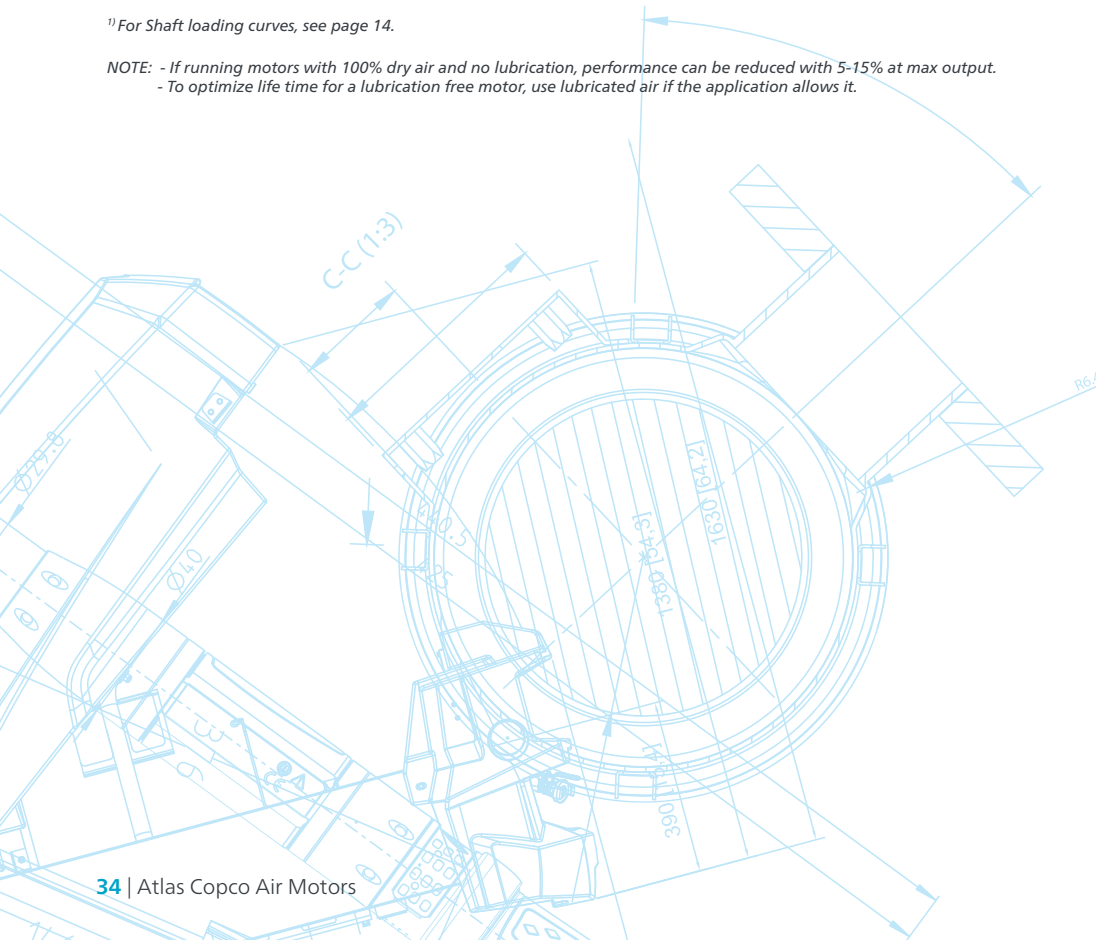 1) For Shaft loading curves, see page 14.
NOTE: - If running motors with 100% dry air and no lubrication, performance can be reduced with 5-15% at max output.
- To optimize life time for a lubrication free motor, use lubricated air if the application allows it.
C-C (1:3)
Ø29.8
Ø40
1630 [64,2]
1380 [54,3]
390
34 | Atlas Copco Air Motors